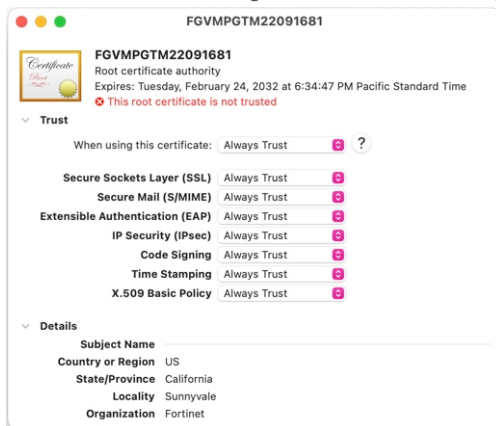 FGVMPGTM22091681
Certificate
Root
FGVMPGTM22091681
Root certificate authority
Expires: Tuesday, February 24, 2032 at 6:34:47 PM Pacific Standard Time
This root certificate is not trusted
Trust
When using this certificate: Always Trust ?
Secure Sockets Layer (SSL) Always Trust
Secure Mail (S/MIME) Always Trust
Extensible Authentication (EAP) Always Trust
IP Security (IPsec) Always Trust
Code Signing Always Trust
Time Stamping Always Trust
X.509 Basic Policy Always Trust
Details
Subject Name
Country or Region US
State/Province California
Locality Sunnyvale
Organization Fortinet